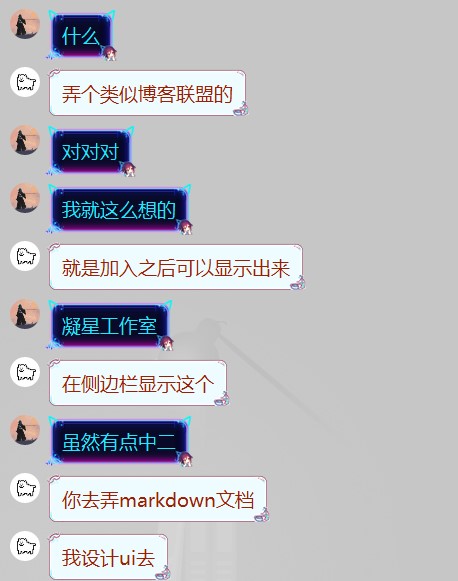 什么
弄个类似博客联盟的
对对对
我就这么想的
就是加入之后可以显示出来
凝星工作室
在侧边栏显示这个
虽然有点中二
你去弄markdown文档
我设计ui去